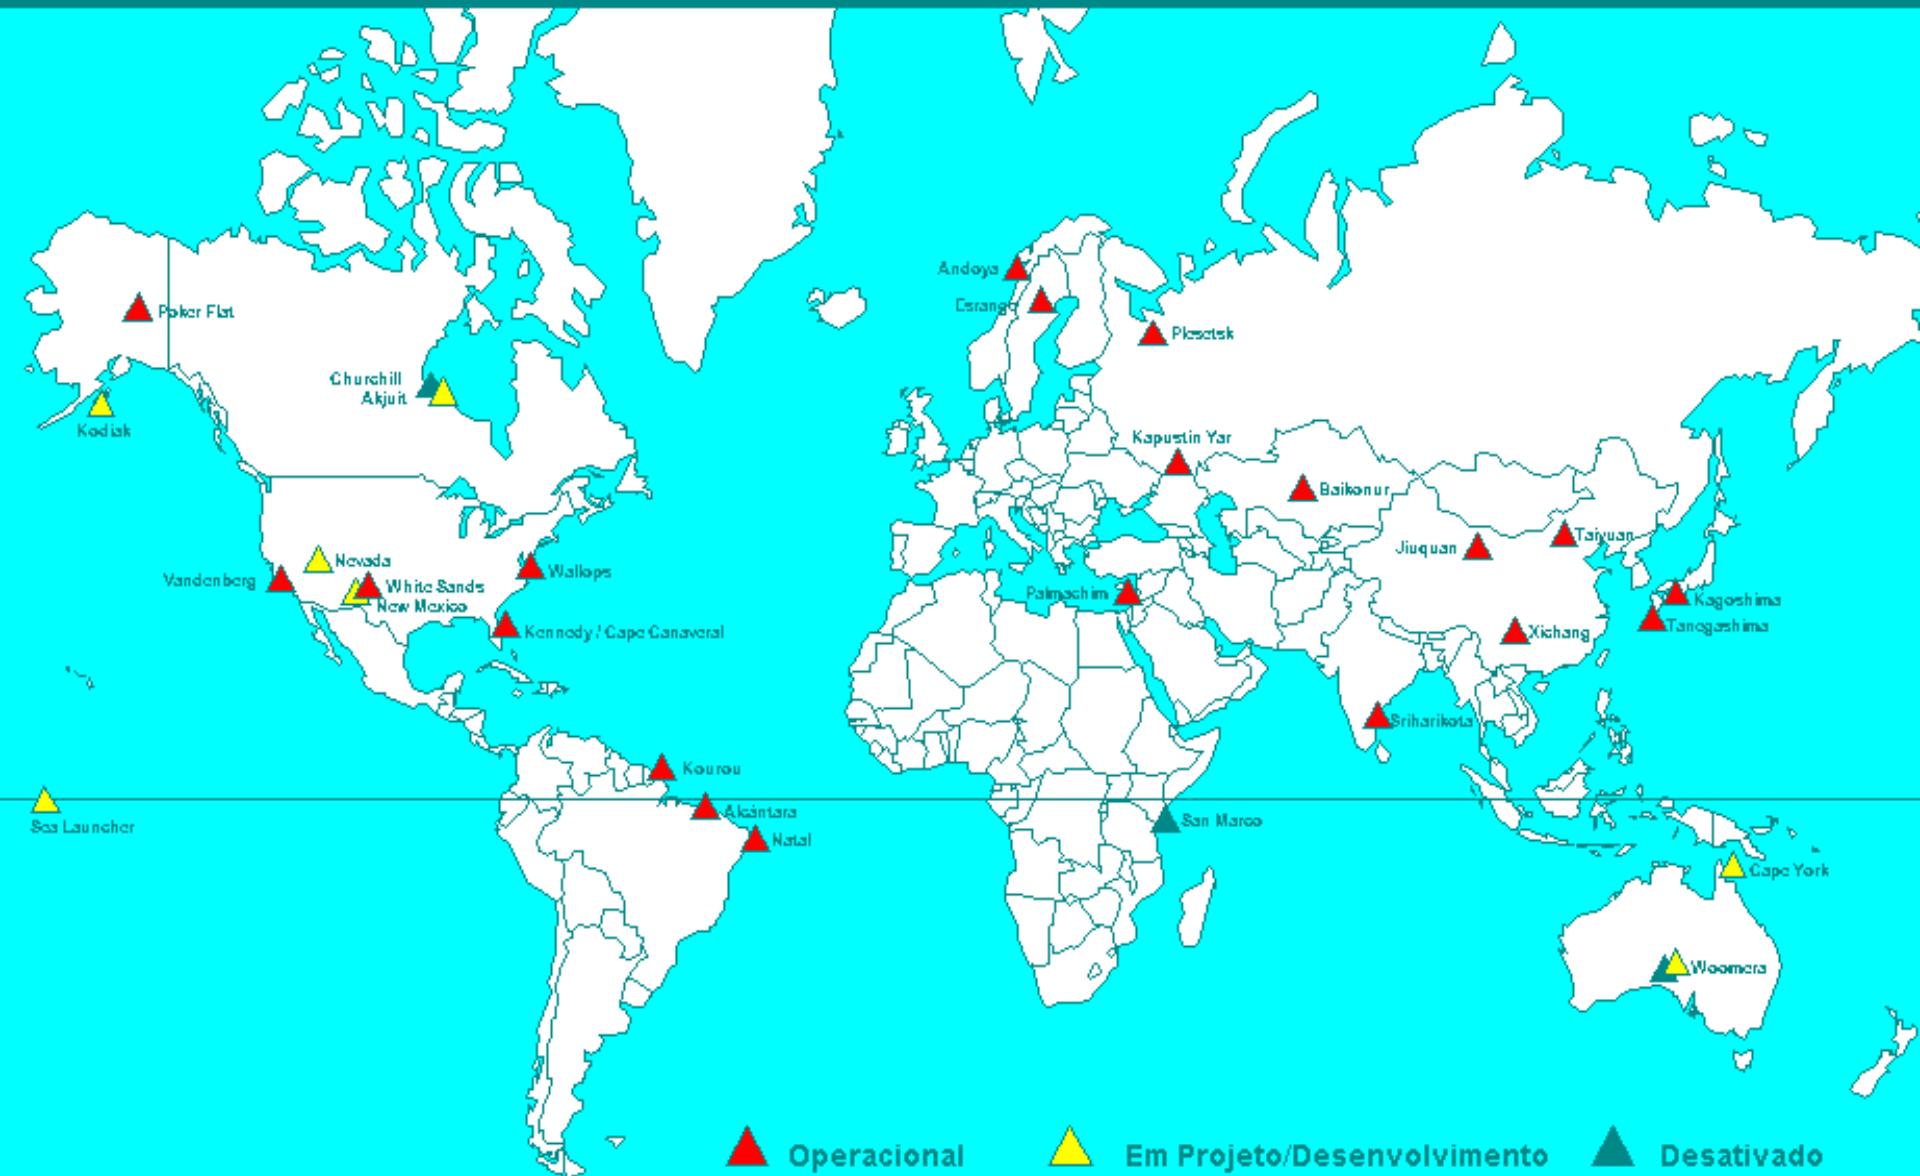 Andoya
Esrange
Poker Flat
Plesetsk
Churchill
Akjuit
Kodiak
Kapustin Yar
Baikonur
Taiyuan
Jiuquan
Nevada
Wallops
Vandenberg
White Sands
New Mexico
Palmachim
Kagoshima
Tanegashima
Kennedy / Cape Canaveral
Xichang
Sriharikota
Kourou
Alcântara
Sea Launcher
San Marco
Natal
Cape York
Woomera
Operacional
Em Projeto/Desenvolvimento
Desativado